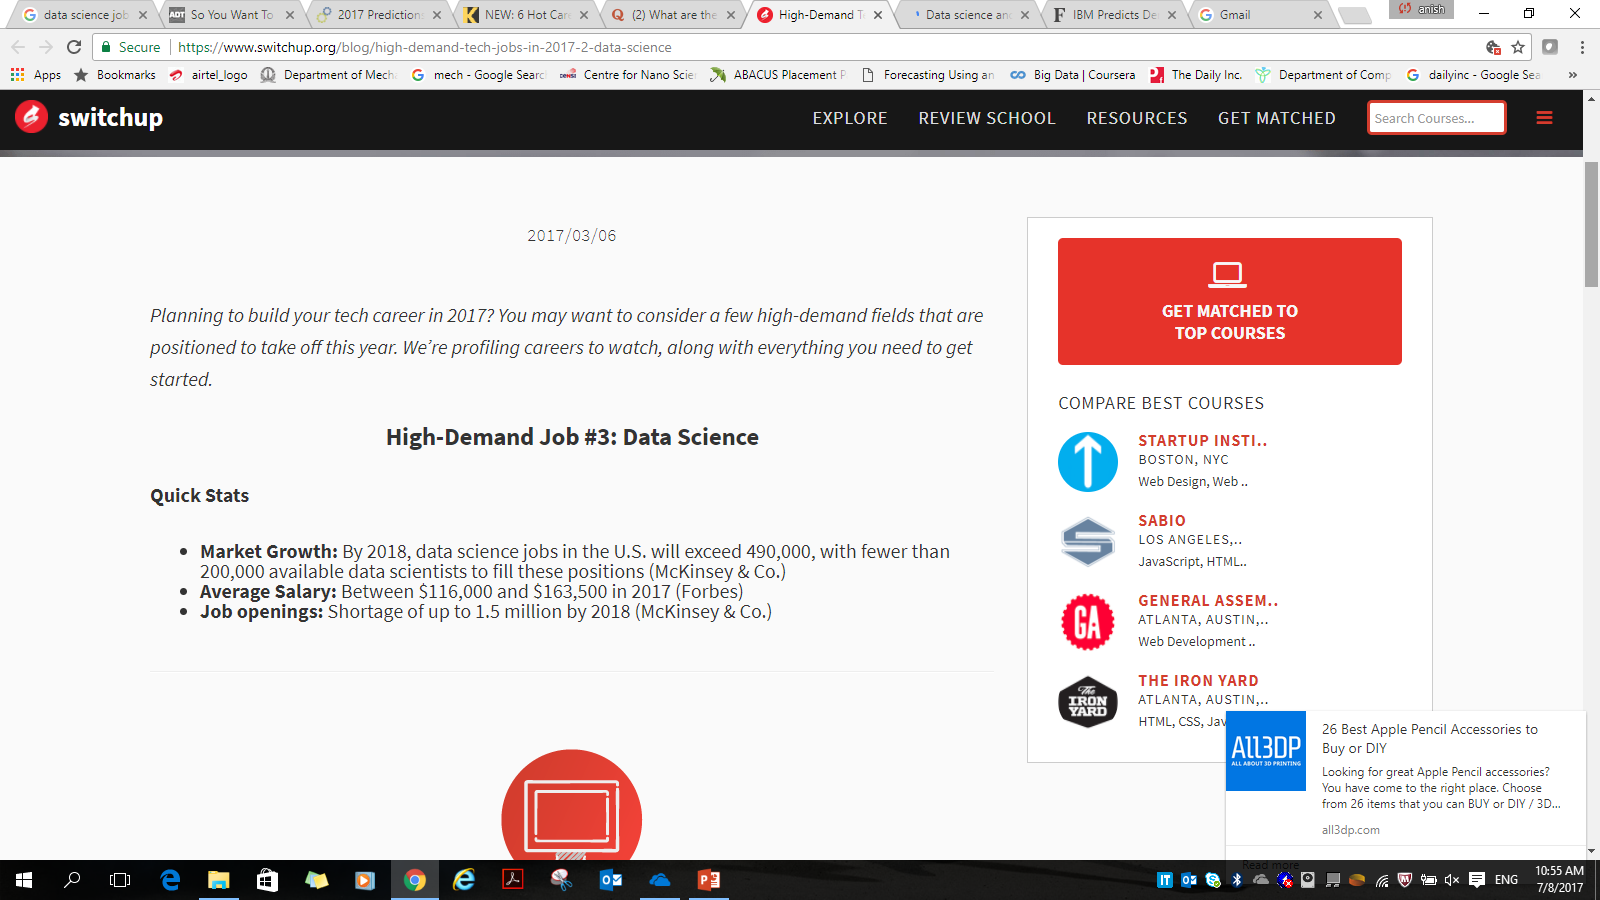 data science job
So You Want To
2017 Prediction
NEW: 6 Hot Care
(2) What are the
High-Demand Te
Data science an
IBM Predicts De
Gmail
anish
Secure
https://www.switchup.org/blog/high-demand-tech-jobs-in-2017-2-data-science
Apps
Bookmarks
airtel_logo
Department of Mech
mech - Google Searc
Centre for Nano Scie
ABACUS Placement P
Forecasting Using an
Big Data | Coursera
The Daily Inc.
Department of Comp
dailyinc - Google Sea
»
switchup
EXPLORE
REVIEW SCHOOL
RESOURCES
GET MATCHED
Search Courses...
2017/03/06
Planning to build your tech career in 2017? You may want to consider a few high-demand fields that are
positioned to take off this year. We’re profiling careers to watch, along with everything you need to get
started.
High-Demand Job #3: Data Science
Quick Stats
• Market Growth: By 2018, data science jobs in the U.S. will exceed 490,000, with fewer than
200,000 available data scientists to fill these positions (McKinsey & Co.)
• Average Salary: Between $116,000 and $163,500 in 2017 (Forbes)
• Job openings: Shortage of up to 1.5 million by 2018 (McKinsey & Co.)
GET MATCHED TO
TOP COURSES
COMPARE BEST COURSES
STARTUP INSTI..
BOSTON, NYC
Web Design, Web ..
SABIO
LOS ANGELES,..
JavaScript, HTML..
GA
GENERAL ASSEM..
ATLANTA, AUSTIN,..
Web Development ..
The
IRON
YARD
THE IRON YARD
ATLANTA, AUSTIN,..
HTML, CSS, Jav
ALL3DP
ALL ABOUT 3D PRINTING
26 Best Apple Pencil Accessories to
Buy or DIY
Looking for great Apple Pencil accessories?
You have come to the right place. Choose
from 26 items that you can BUY or DIY / 3D...
all3dp.com
Read more
ENG
10:55 AM
7/8/2017